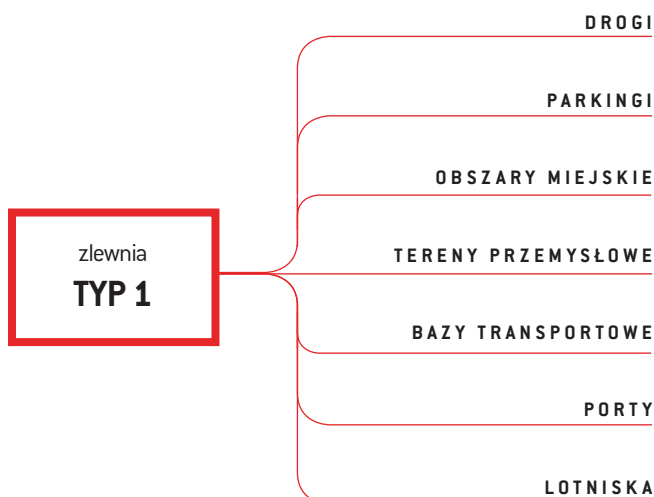 DROGI
PARKINGI
OBSZARY MIEJSKIE
zlewnia
TYP 1
TERENY PRZEMYSŁOWE
BAZY TRANSPORTOWE
PORTY
LOTNISKA